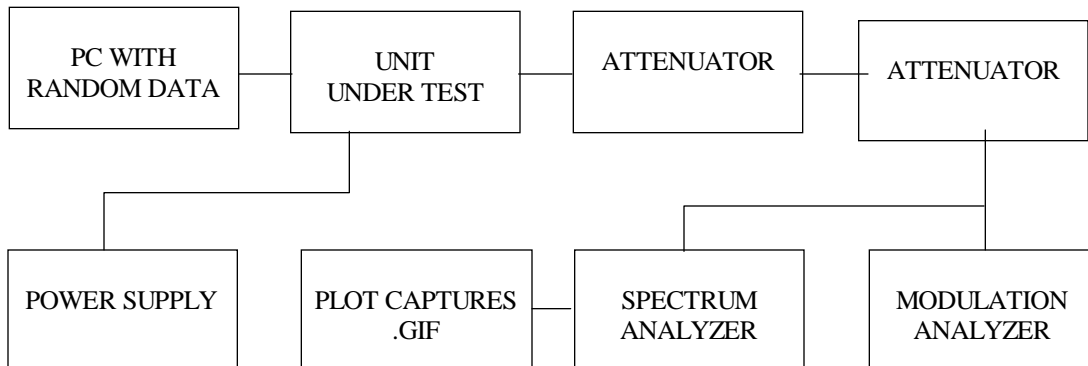 PC WITH
RANDOM DATA
UNIT
UNDER TEST
ATTENUATOR
ATTENUATOR
POWER SUPPLY
PLOT CAPTURES
.GIF
SPECTRUM
ANALYZER
MODULATION
ANALYZER